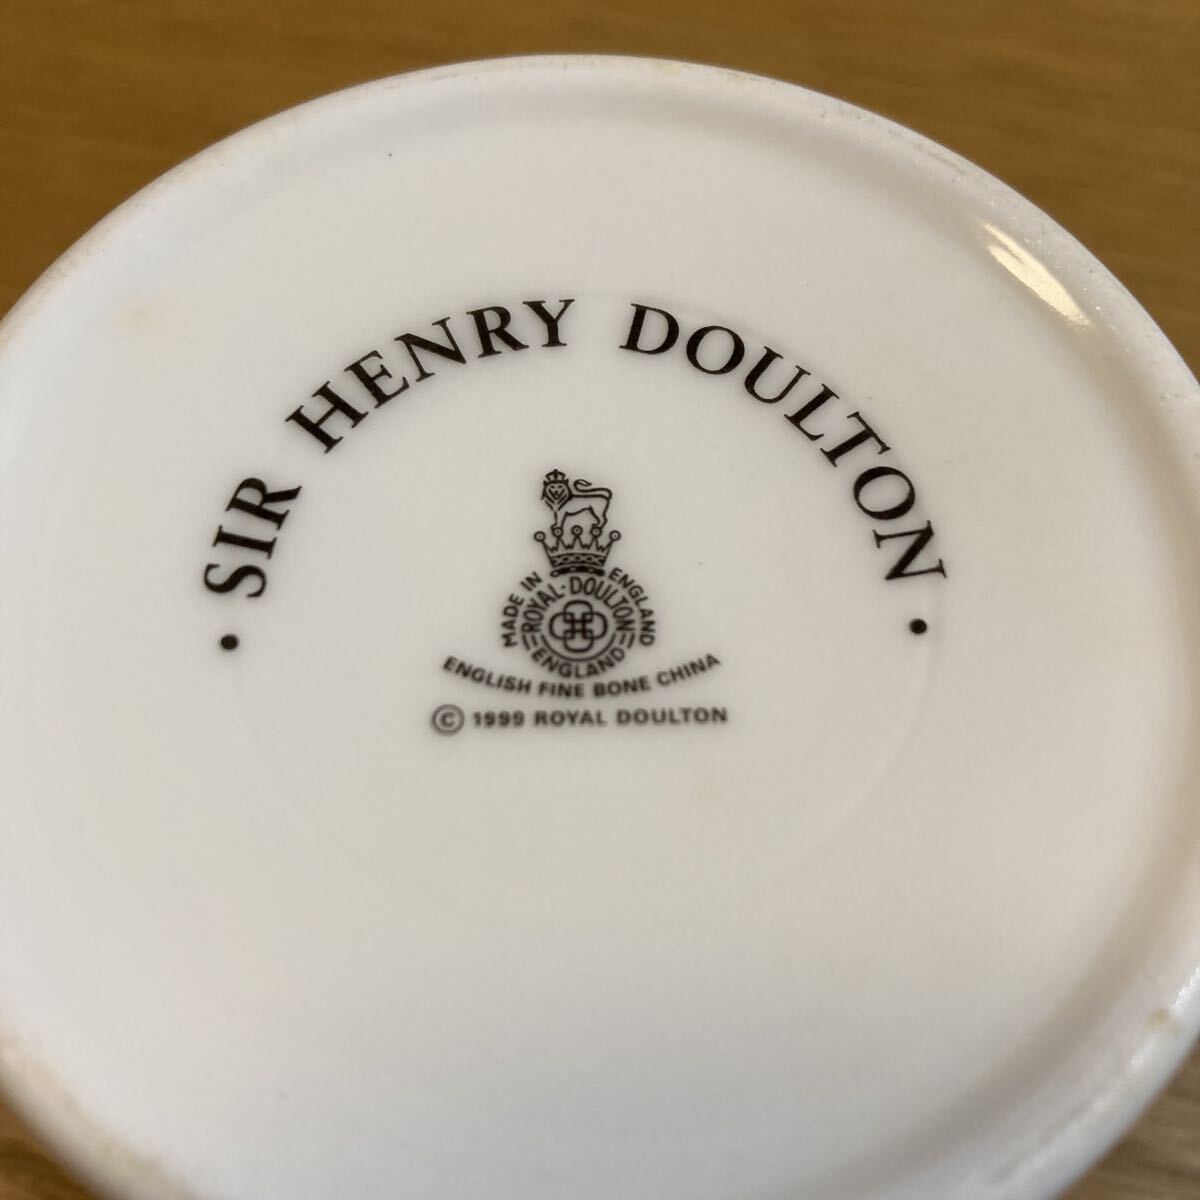 • SIR HENRY DOULTON •
MADE IN ENGLAND
ROYAL·DOULTON
ENGLAND
ENGLISH FINE BONE CHINA
© 1999 ROYAL DOULTON